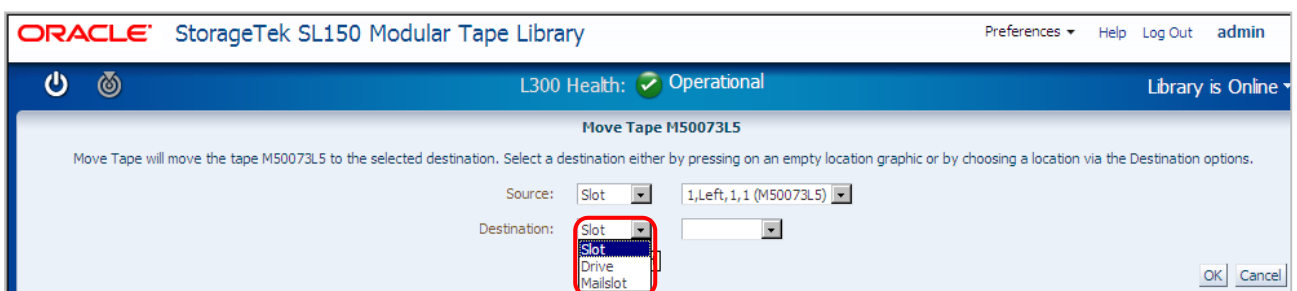 ORACLE® StorageTek SL150 Modular Tape Library Preferences Help Log Out admin
L300 Health: Operational Library is Online
Move Tape M50073L5
Move Tape will move the tape M50073L5 to the selected destination. Select a destination either by pressing on an empty location graphic or by choosing a location via the Destination options.
Source: Slot 1,Left,1,1 (M50073L5)
Destination: Slot
Slot
Drive
Mailslot
OK Cancel